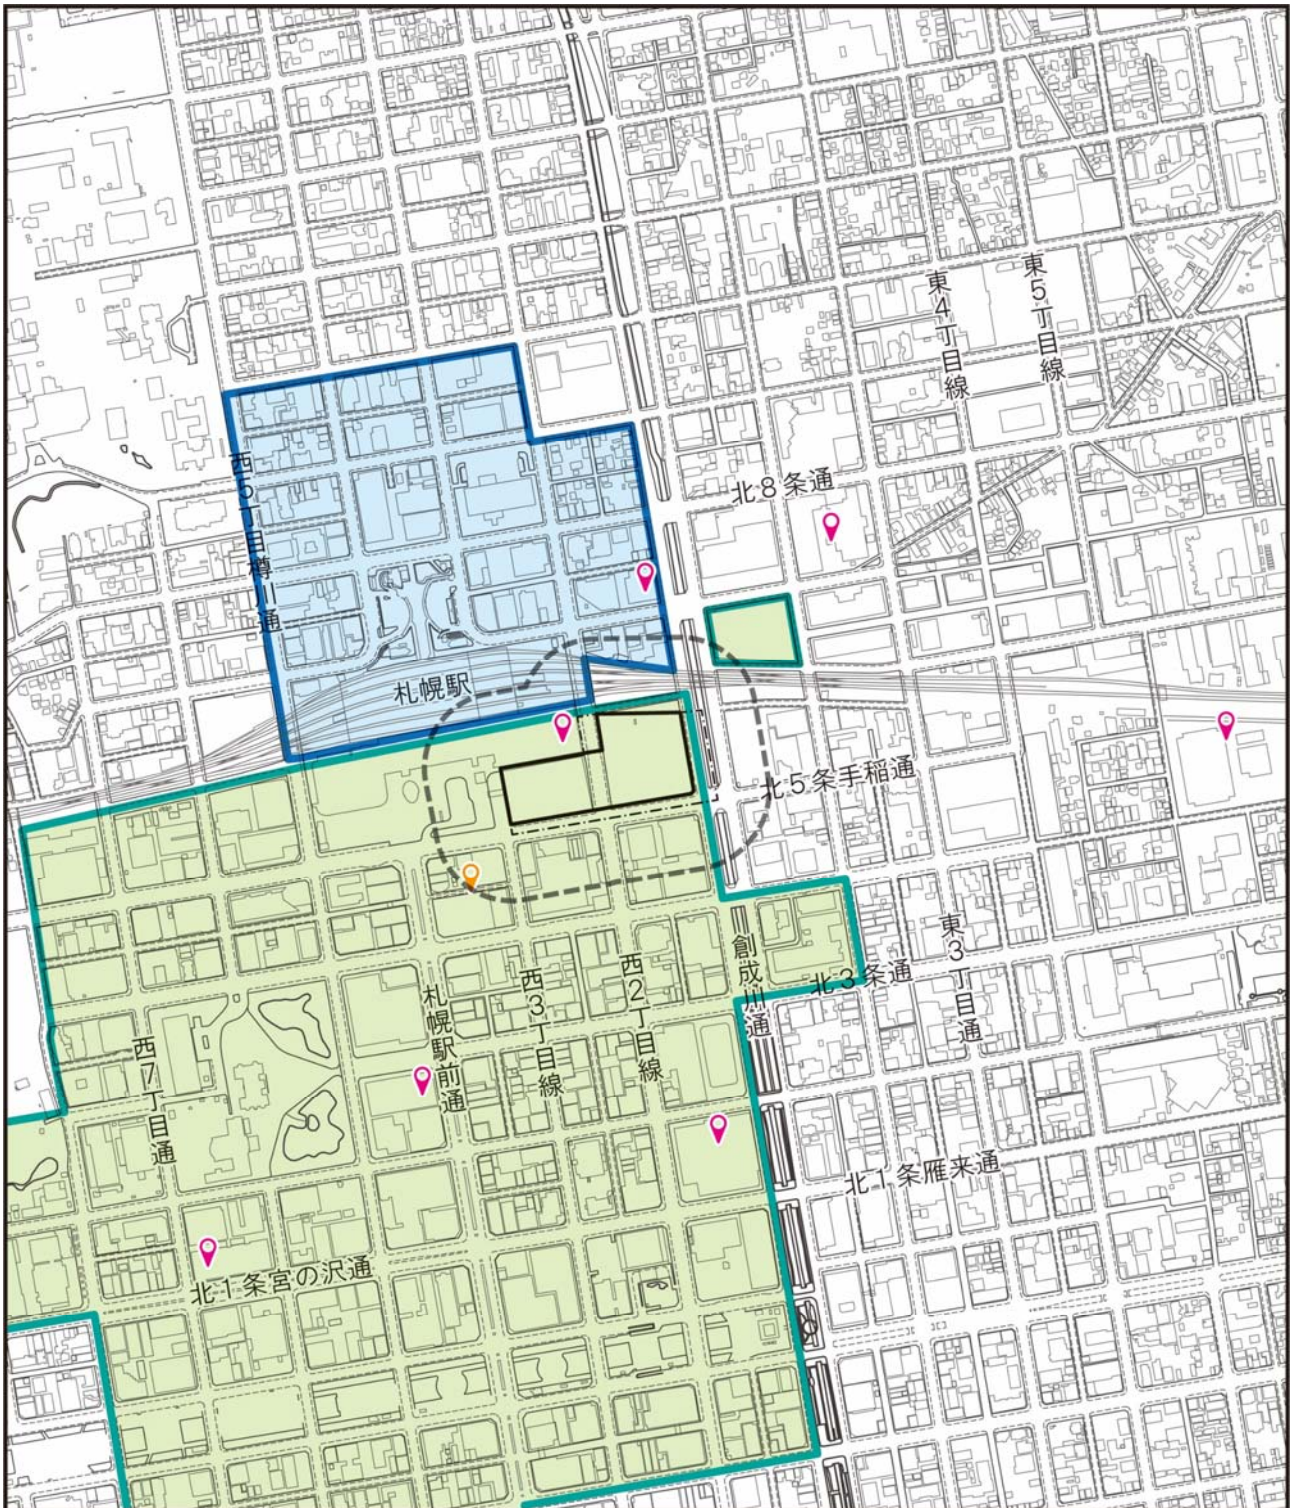 東5丁目線
東4丁目線
北8条通
西5丁目樽川通
札幌駅
北5条手稲通
東3丁目通
創成川通
北3条通
西2丁目線
西3丁目線
札幌駅前通
西7丁目通
北1条雁来通
北1条宮の沢通